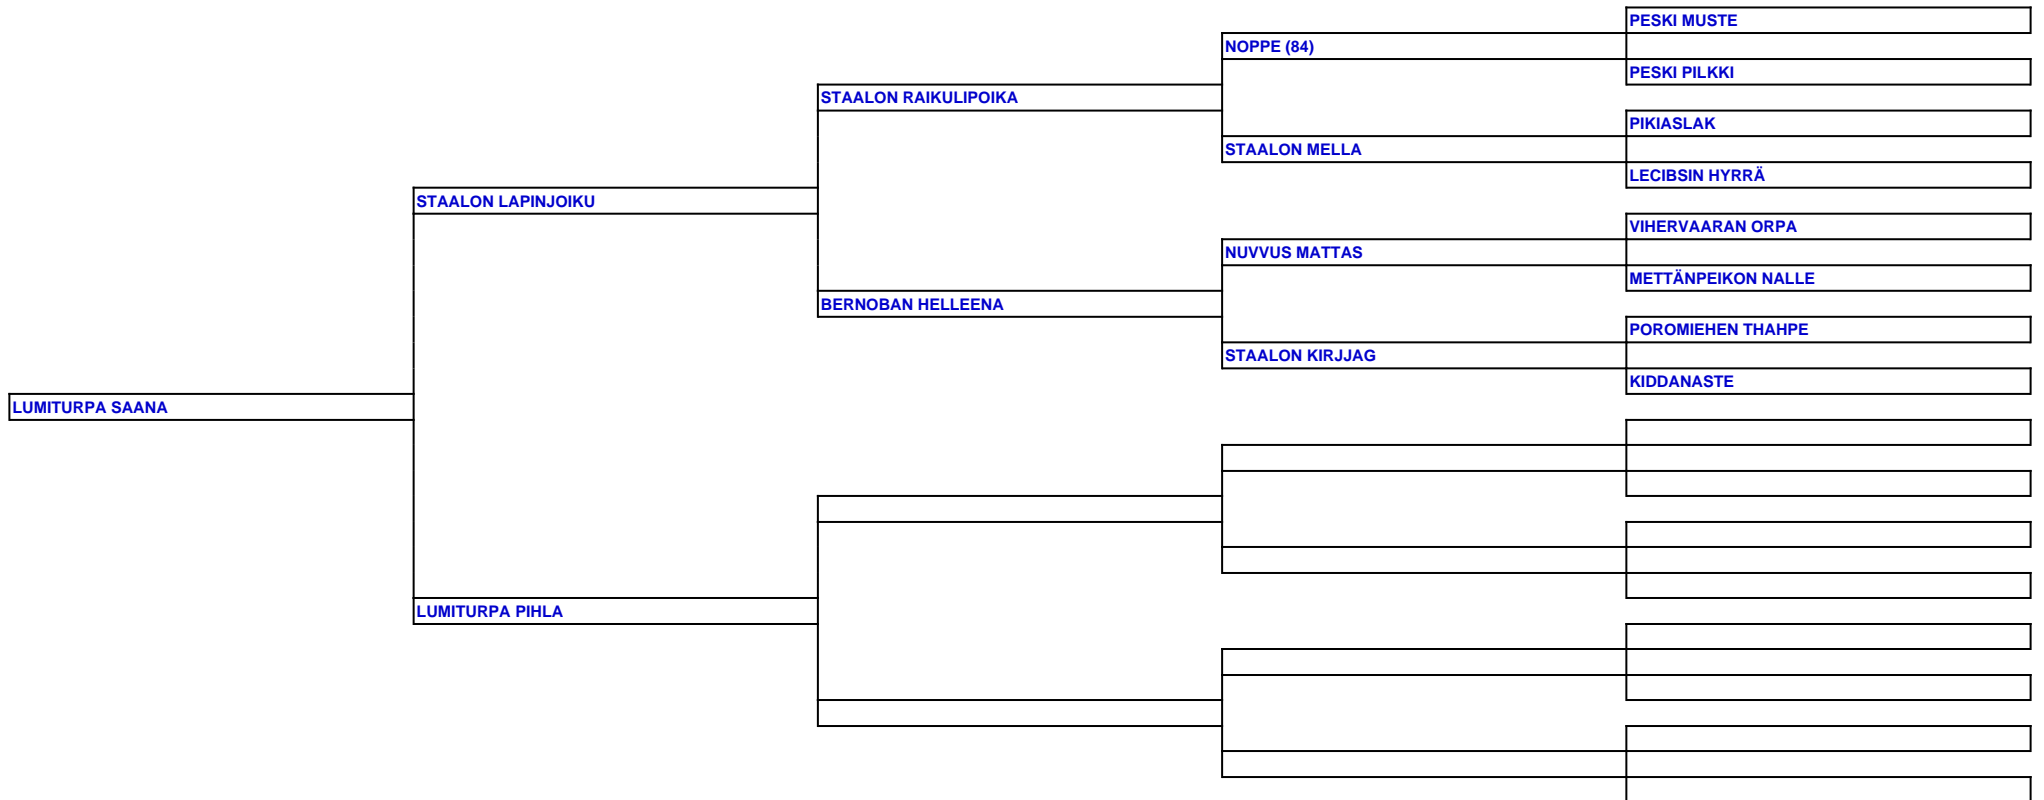 PESKI MUSTE
NOPPE (84)
PESKI PILKKI
STAALON RAIKULIPOIKA
PIKIASLAK
STAALON MELLA
LECIBSIN HYRRÄ
STAALON LAPINJOIKU
VIHERVAARAN ORPA
NUVVUS MATTAS
METTÄNPEIKON NALLE
BERNOBAN HELLEENA
POROMIEHEN THAHPE
STAALON KIRJJAG
KIDDANASTE
LUMITURPA SAANA
LUMITURPA PIHLA